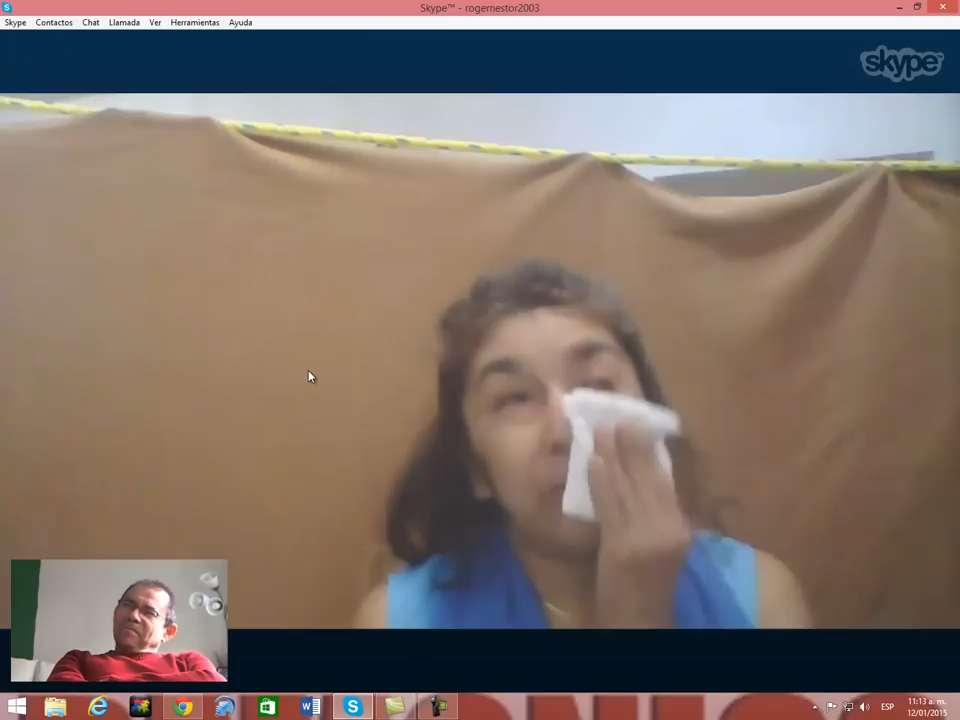 Skype™ - rogernestor2003
Skype Contactos Chat Llamada Ver Herramientas Ayuda
skype
ESP
11:13 a. m.
12/01/2015